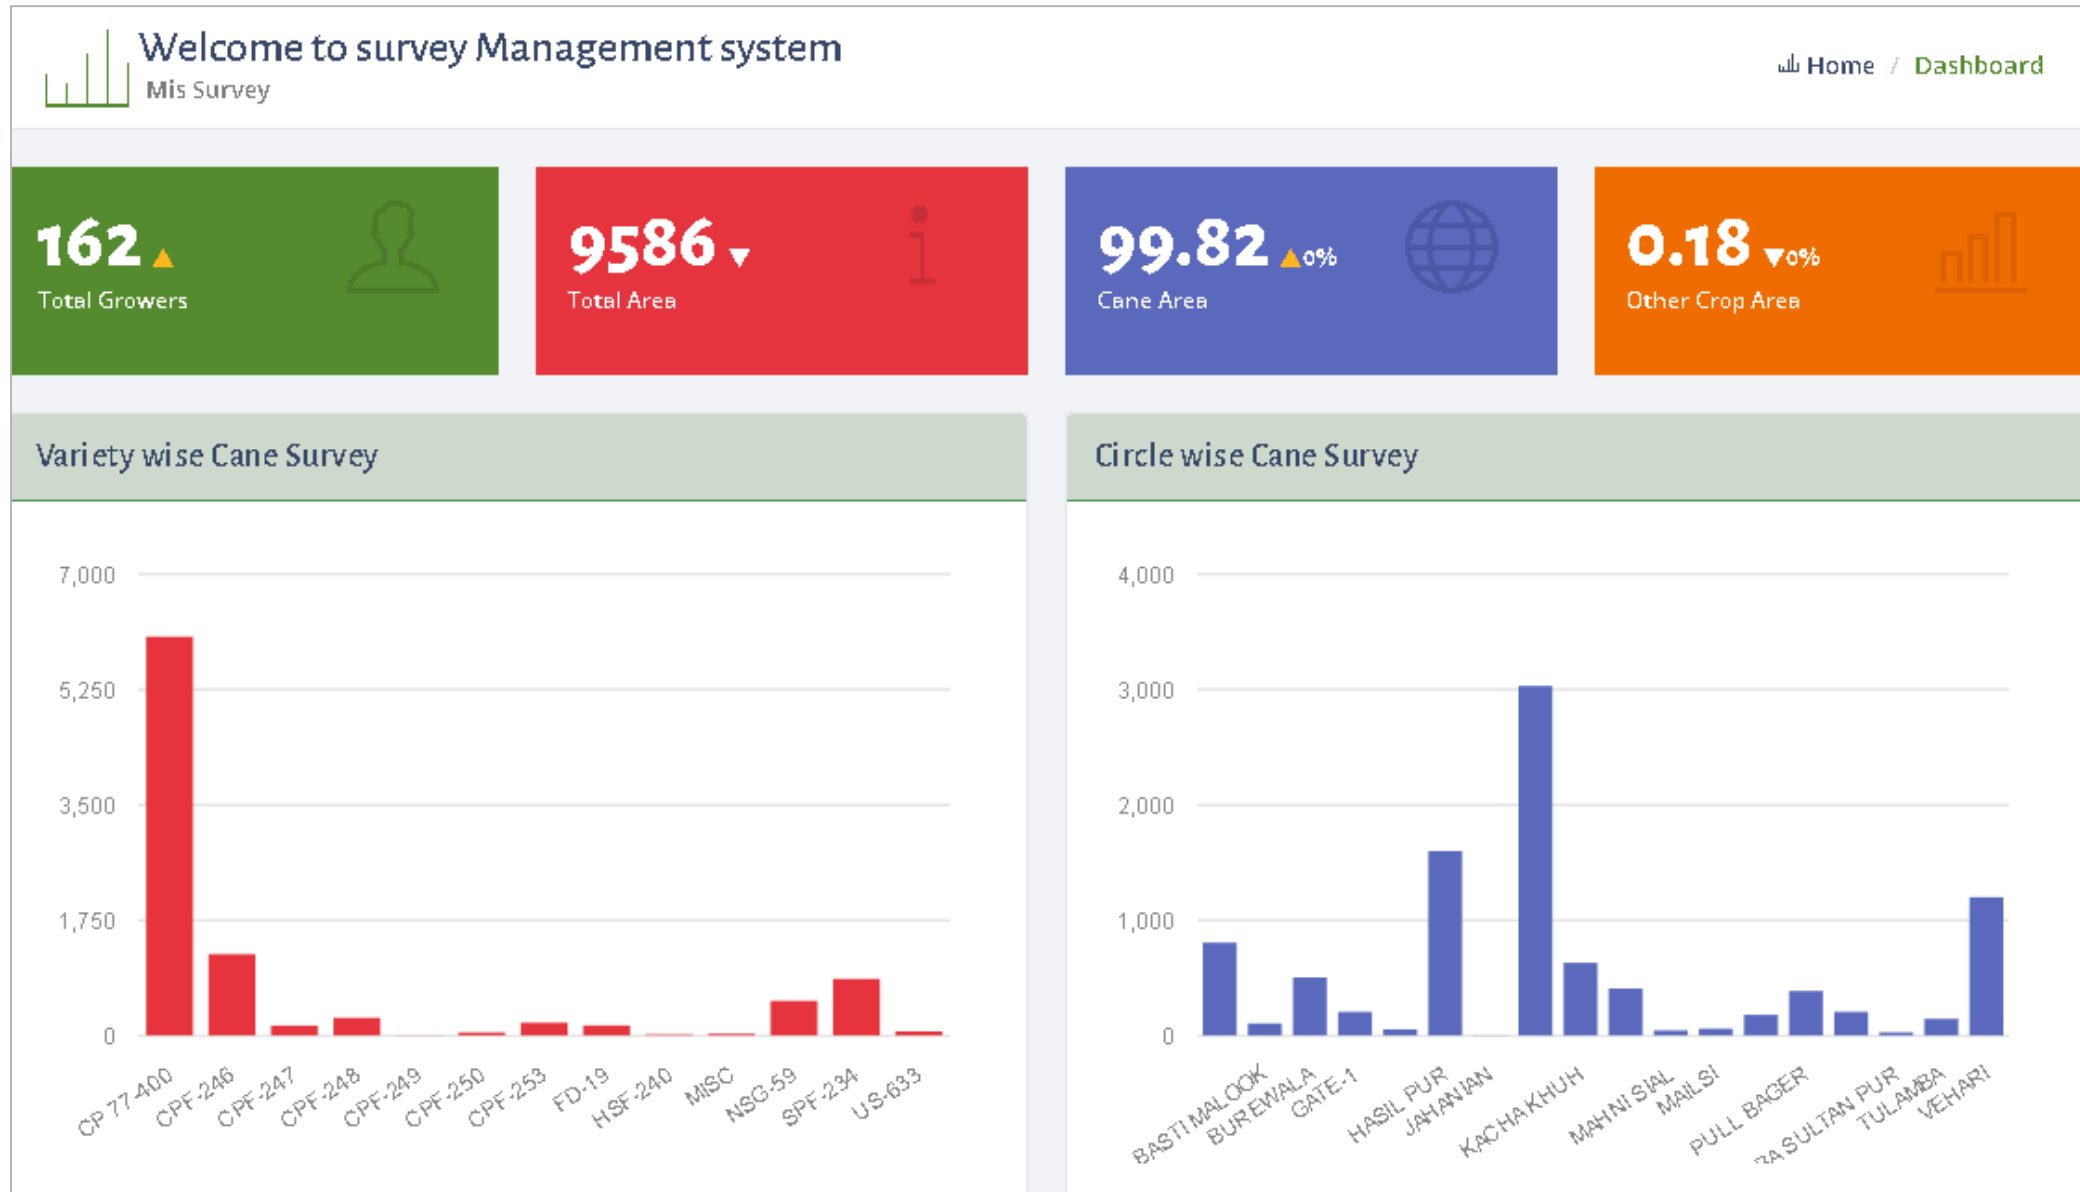 Welcome to survey Management system
Mis Survey
Home / Dashboard
162
Total Growers
9586
Total Area
99.82 0%
Cane Area
0.18 0%
Other Crop Area
Variety wise Cane Survey
7,000
5,250
3,500
1,750
0
CP 77-400
CPF-246
CPF-247
CPF-248
CPF-249
CPF-250
CPF-253
FD-19
HSF-240
MISC
NSG-59
SPF-234
US-633
Circle wise Cane Survey
4,000
3,000
2,000
1,000
0
BASTI MALOOK
BUREWALA
GATE-1
HASIL PUR
JAHANIAN
KACHA KHUH
MAHNI SIAL
MAILSI
PULL BAGER
BA SULTAN PUR
TULAMBA
VEHARI